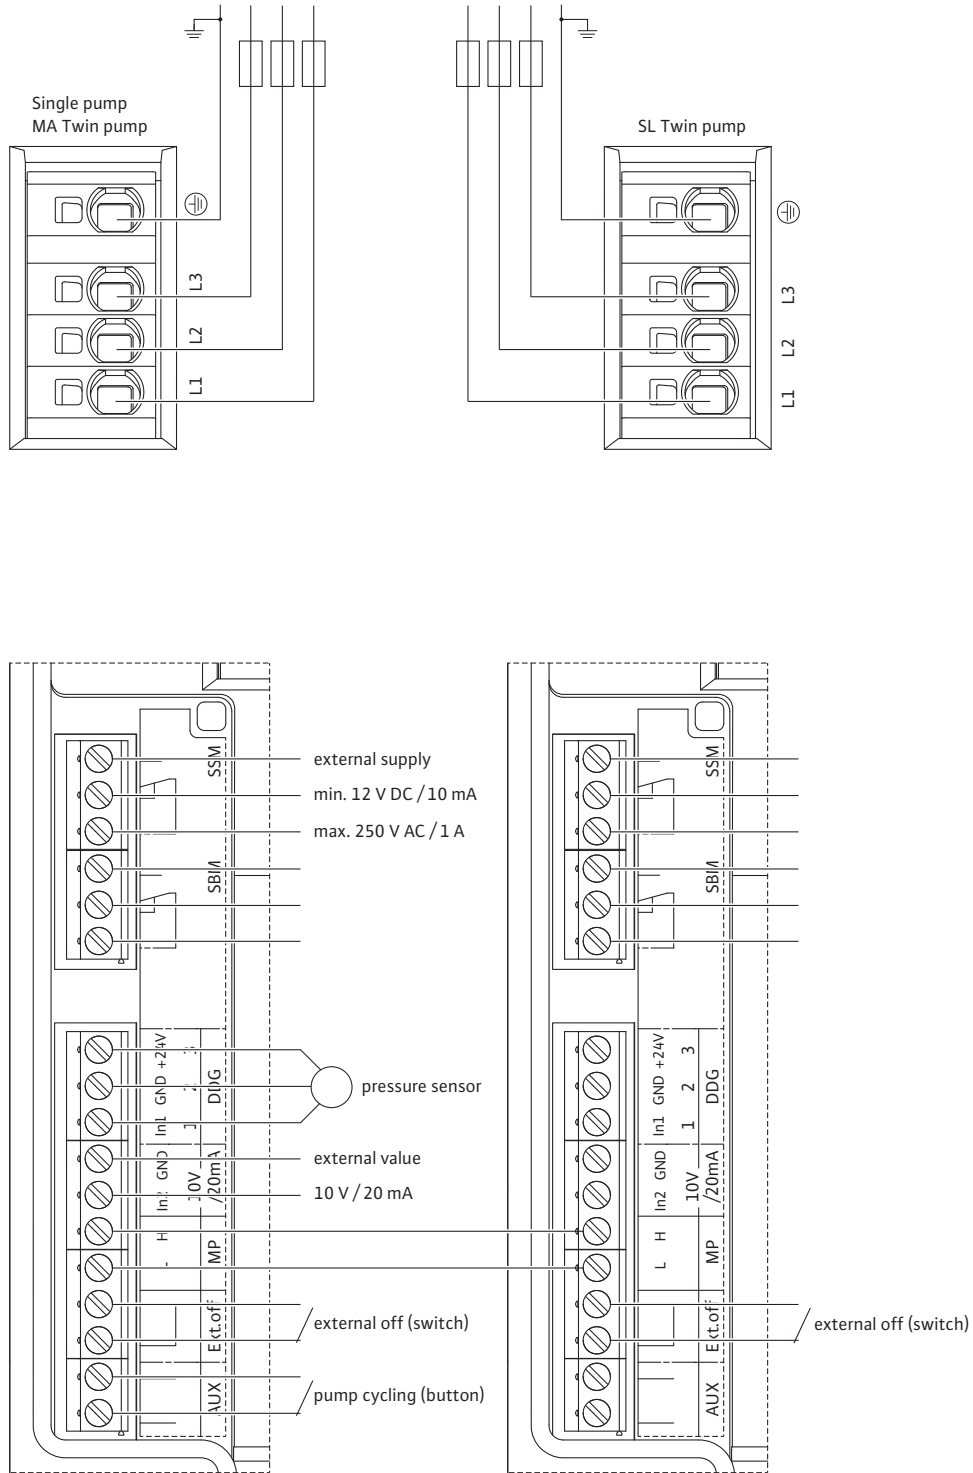 Single pump
MA Twin pump
SL Twin pump
L3
L2
L1
L3
L2
L1
SSM
external supply
min. 12 V DC / 10 mA
max. 250 V AC / 1 A
SBM
SSM
SBM
+24V
GND
In1
3
2
1
DDG
pressure sensor
GND
In2
10V
/20mA
external value
10 V / 20 mA
H
MP
Ext.off
external off (switch)
AUX
pump cycling (button)
+24V
GND
In1
3
2
1
DDG
GND
In2
10V
/20mA
H
L
MP
Ext.off
external off (switch)
AUX